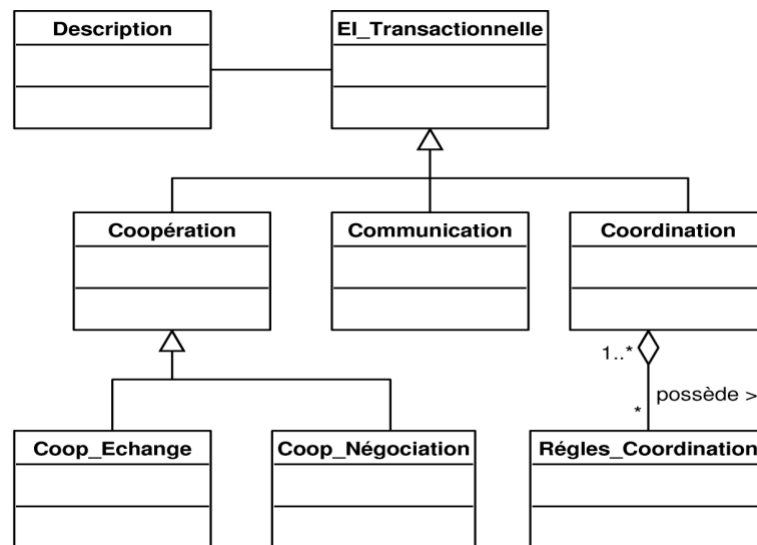 Description
EI_Transactionnelle
Coopération
Communication
Coordination
1..*
possède >
*
Coop_Echange
Coop_Négociation
Régles_Coordination